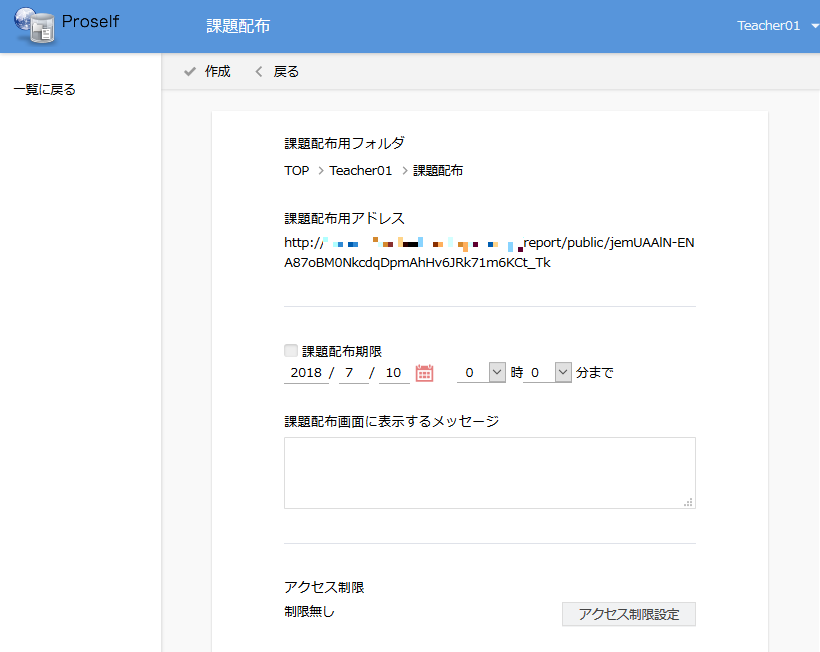 Proself
課題配布
Teacher01
作成
戻る
一覧に戻る
課題配布用フォルダ
TOP > Teacher01 > 課題配布
課題配布用アドレス
http:// report/public/jemUAAlN-EN
A87oBM0NkcdqDpmAhHv6JRk71m6KCt_Tk
課題配布期限
2018 / 7 / 10 0 時 0 分まで
課題配布画面に表示するメッセージ
アクセス制限
制限無し
アクセス制限設定